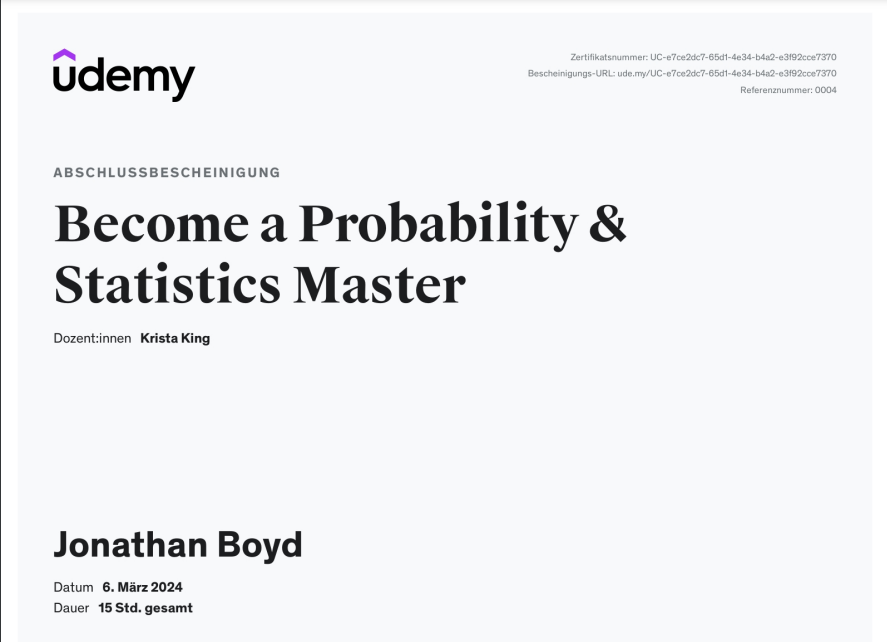 udemy
Zertifikatsnummer: UC-e7ce2dc7-65d1-4e34-b4a2-e3f92cce7370
Bescheinigungs-URL: ude.my/UC-e7ce2dc7-65d1-4e34-b4a2-e3f92cce7370
Referenznummer: 0004
ABSCHLUSSBESCHEINIGUNG
Become a Probability &
Statistics Master
Dozent:innen Krista King
Jonathan Boyd
Datum 6. März 2024
Dauer 15 Std. gesamt